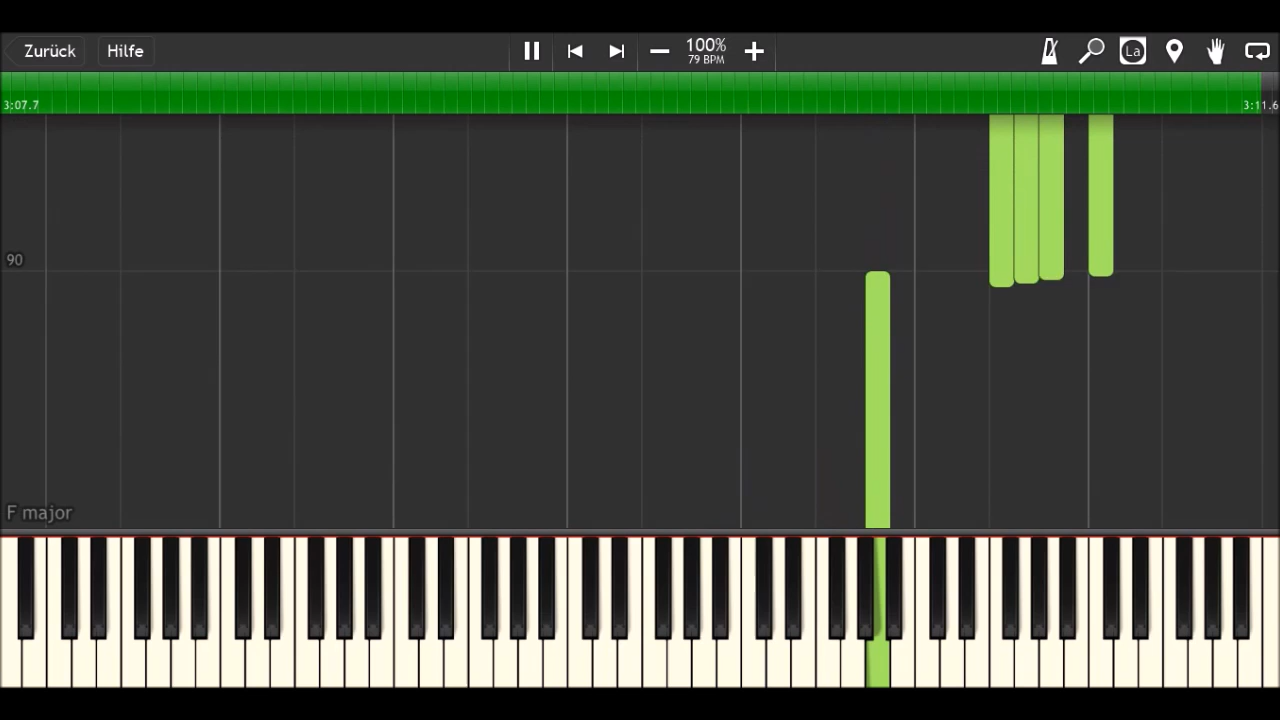 Zurück
Hilfe
100%
79 BPM
La
3:07.7
3:11.6
90
F major